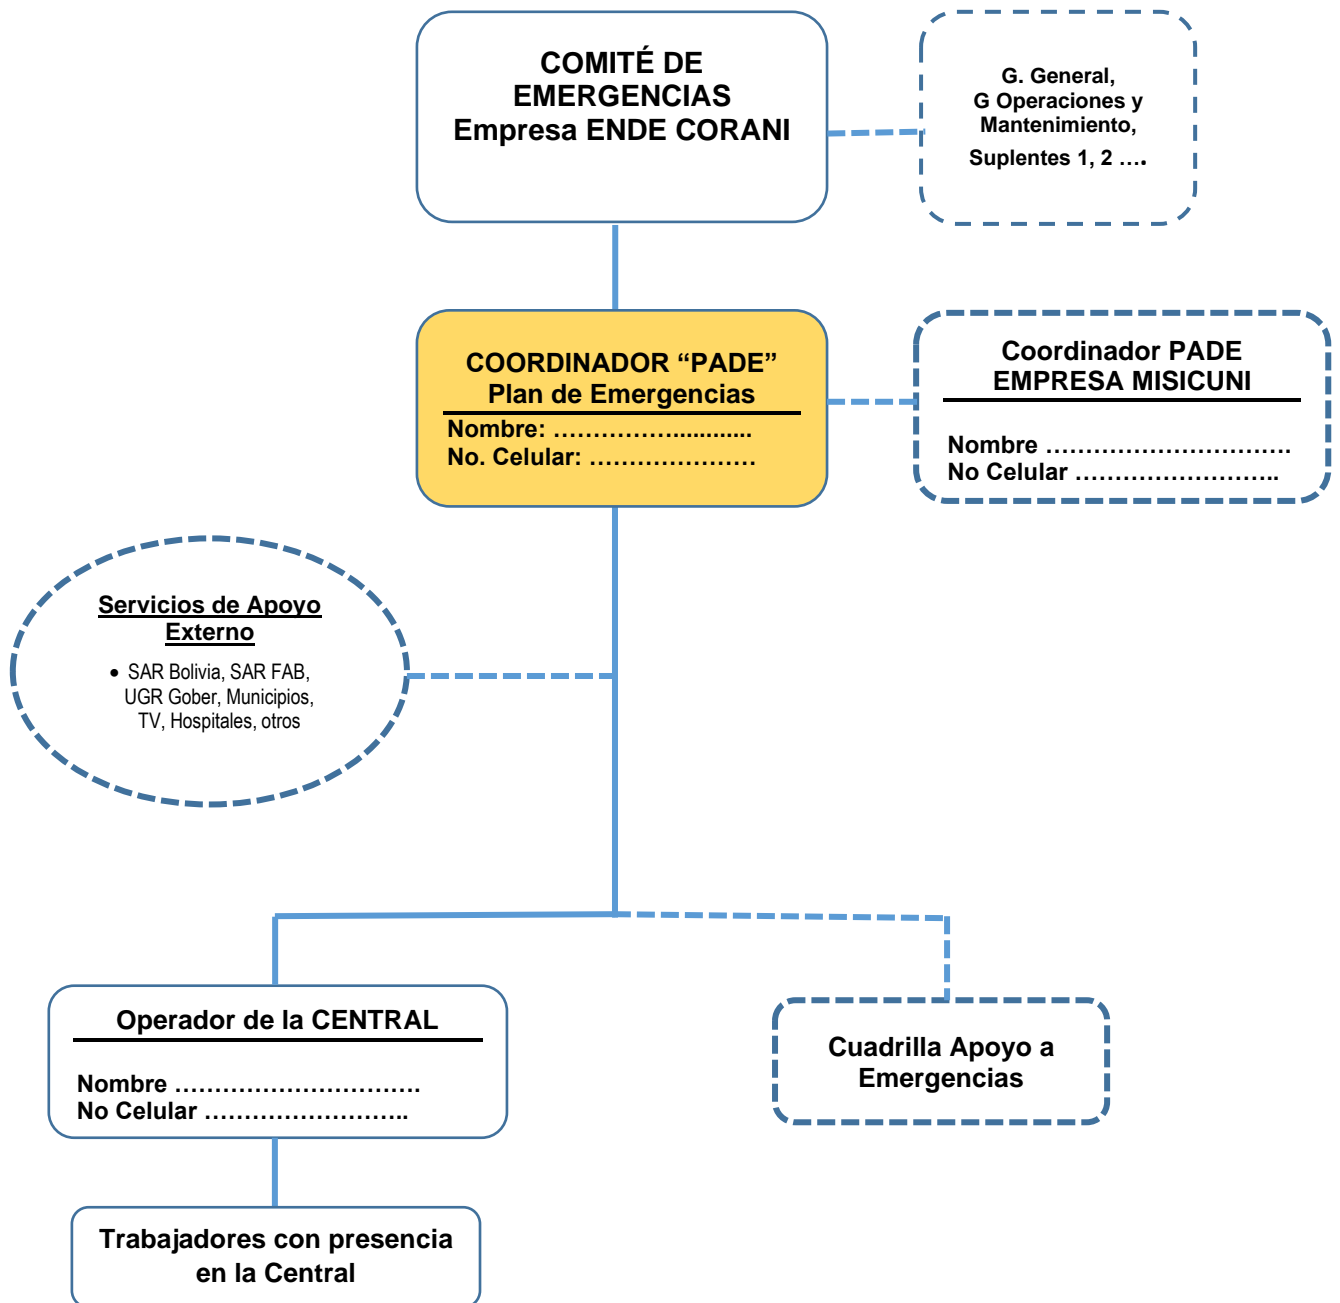 COMITÉ DE
EMERGENCIAS
Empresa ENDE CORANI
G. General,
G Operaciones y
Mantenimiento,
Suplentes 1, 2 ….
COORDINADOR “PADE”
Plan de Emergencias
Nombre: ……………...........
No. Celular: …………………
Coordinador PADE
EMPRESA MISICUNI
Nombre ………………………….
No Celular ……………………..
Servicios de Apoyo
Externo
• SAR Bolivia, SAR FAB,
UGR Gober, Municipios,
TV, Hospitales, otros
Operador de la CENTRAL
Nombre ………………………….
No Celular ……………………..
Cuadrilla Apoyo a
Emergencias
Trabajadores con presencia
en la Central